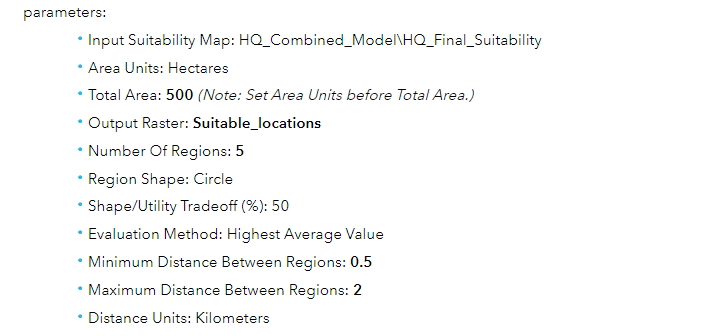 parameters:
• Input Suitability Map: HQ_Combined_Model\HQ_Final_Suitability
• Area Units: Hectares
• Total Area: 500 (Note: Set Area Units before Total Area.)
• Output Raster: Suitable_locations
• Number Of Regions: 5
• Region Shape: Circle
• Shape/Utility Tradeoff (%): 50
• Evaluation Method: Highest Average Value
• Minimum Distance Between Regions: 0.5
• Maximum Distance Between Regions: 2
• Distance Units: Kilometers